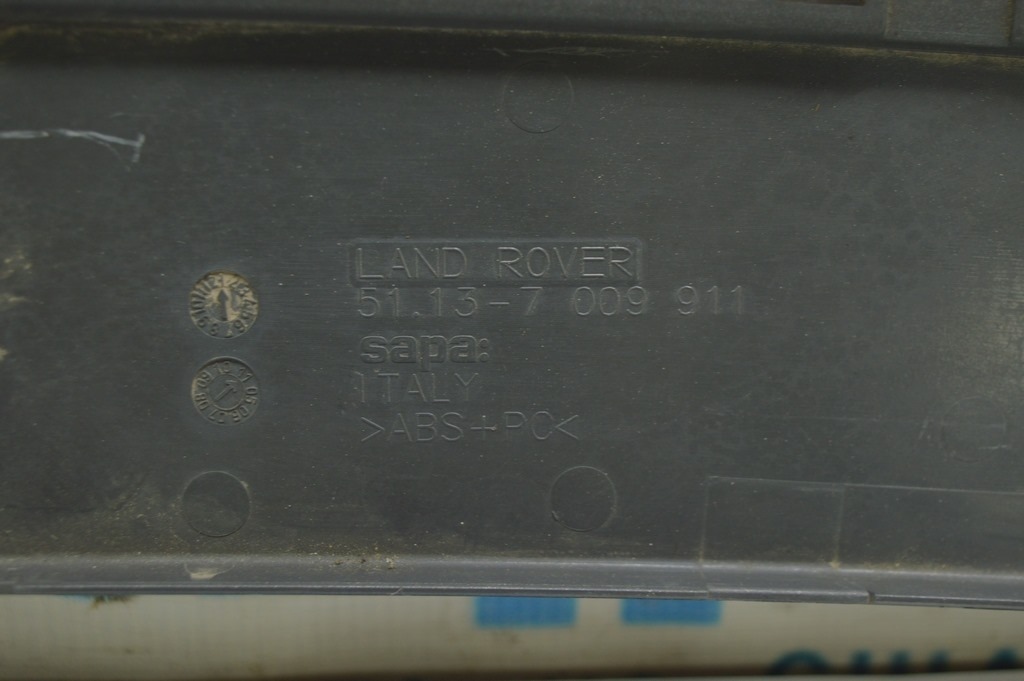 LAND ROVER
51.13-7 009 911
sapa:
ITALY
>ABS+PC<